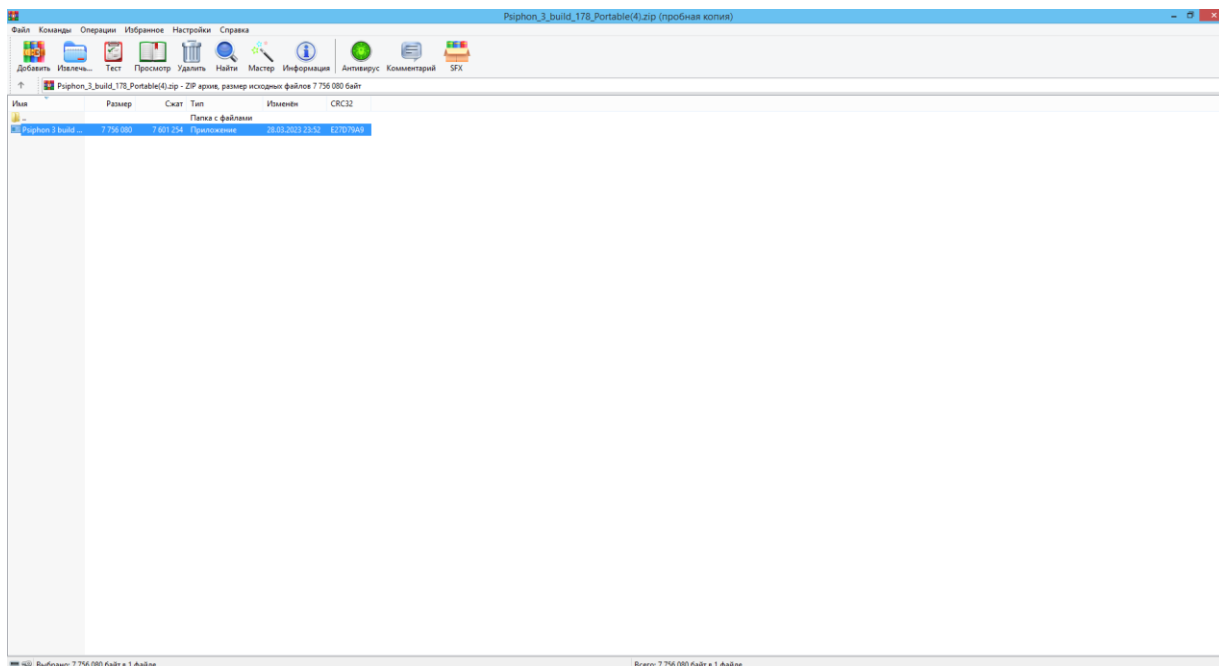 Psiphon_3_build_178_Portable(4).zip (пробная копия)
Файл Команды Операции Избранное Настройки Справка
Добавить Извлечь... Тест Просмотр Удалить Найти Мастер Информация Антивирус Комментарий SFX
Psiphon_3_build_178_Portable(4).zip - ZIP архив, размер исходных файлов 7 756 080 байт
Имя Размер Сжат Тип Изменён CRC32
.. Папка с файлами
Psiphon 3 build ... 7 756 080 7 601 254 Приложение 28.03.2023 23:52 E27D79A9
Выбрано: 7 756 080 байт в 1 файле Всего: 7 756 080 байт в 1 файле